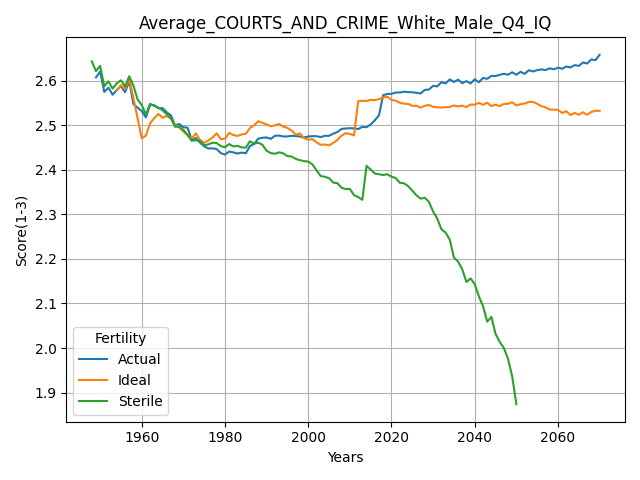 Average_COURTS_AND_CRIME_White_Male_Q4_IQ
Score(1-3)
2.6
2.5
2.4
2.3
2.2
2.1
2.0
1.9
Fertility
Actual
Ideal
Sterile
1960 1980 2000 2020 2040 2060
Years